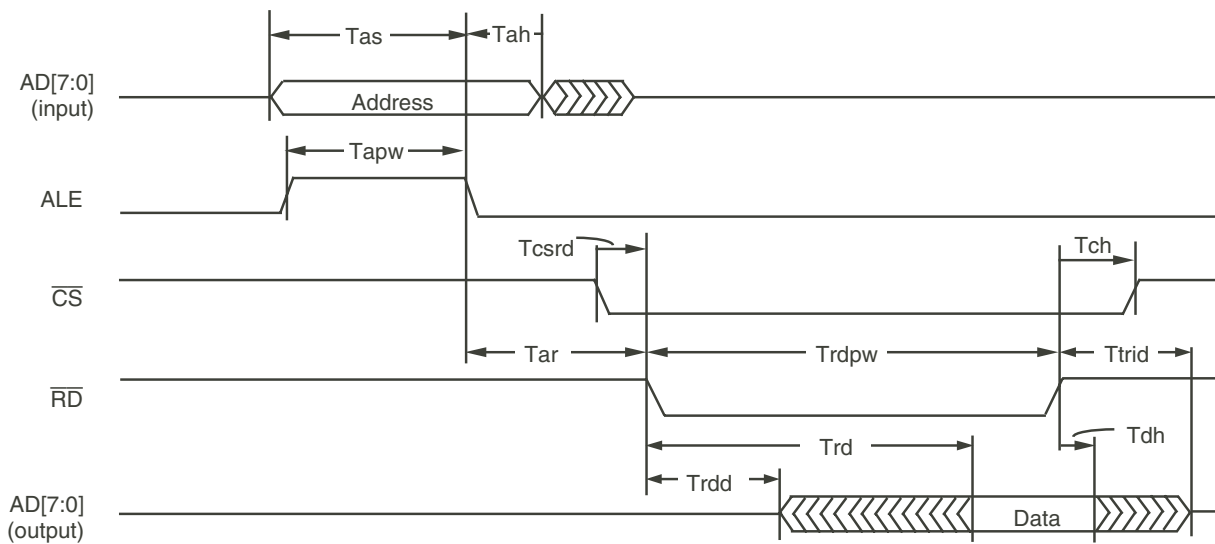 Tas
Tah
AD[7:0]
(input)
Address
Tapw
ALE
Tcsrd
Tch
CS
Tar
Trdpw
Ttrid
RD
Trd
Tdh
Trdd
AD[7:0]
(output)
Data